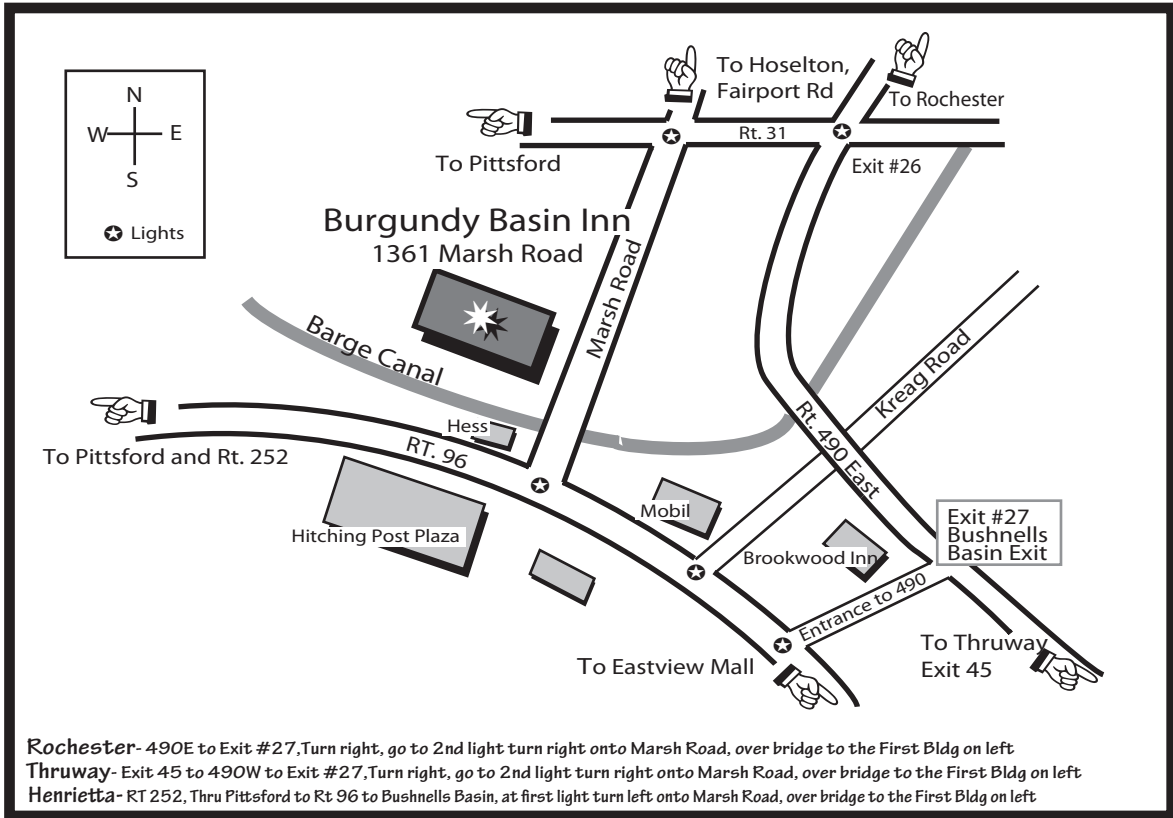 N
W E
S
Lights
To Hoselton,
Fairport Rd
To Rochester
Rt. 31
To Pittsford
Exit #26
Burgundy Basin Inn
1361 Marsh Road
Marsh Road
Barge Canal
Kreag Road
Hess
RT. 96
Rt. 490 East
To Pittsford and Rt. 252
Mobil
Hitching Post Plaza
Brookwood Inn
Exit #27
Bushnells
Basin Exit
Entrance to 490
To Eastview Mall
To Thruway
Exit 45
Rochester- 490E to Exit #27,Turn right, go to 2nd light turn right onto Marsh Road, over bridge to the First Bldg on left
Thruway- Exit 45 to 490W to Exit #27,Turn right, go to 2nd light turn right onto Marsh Road, over bridge to the First Bldg on left
Henrietta- RT 252, Thru Pittsford to Rt 96 to Bushnells Basin, at first light turn left onto Marsh Road, over bridge to the First Bldg on left